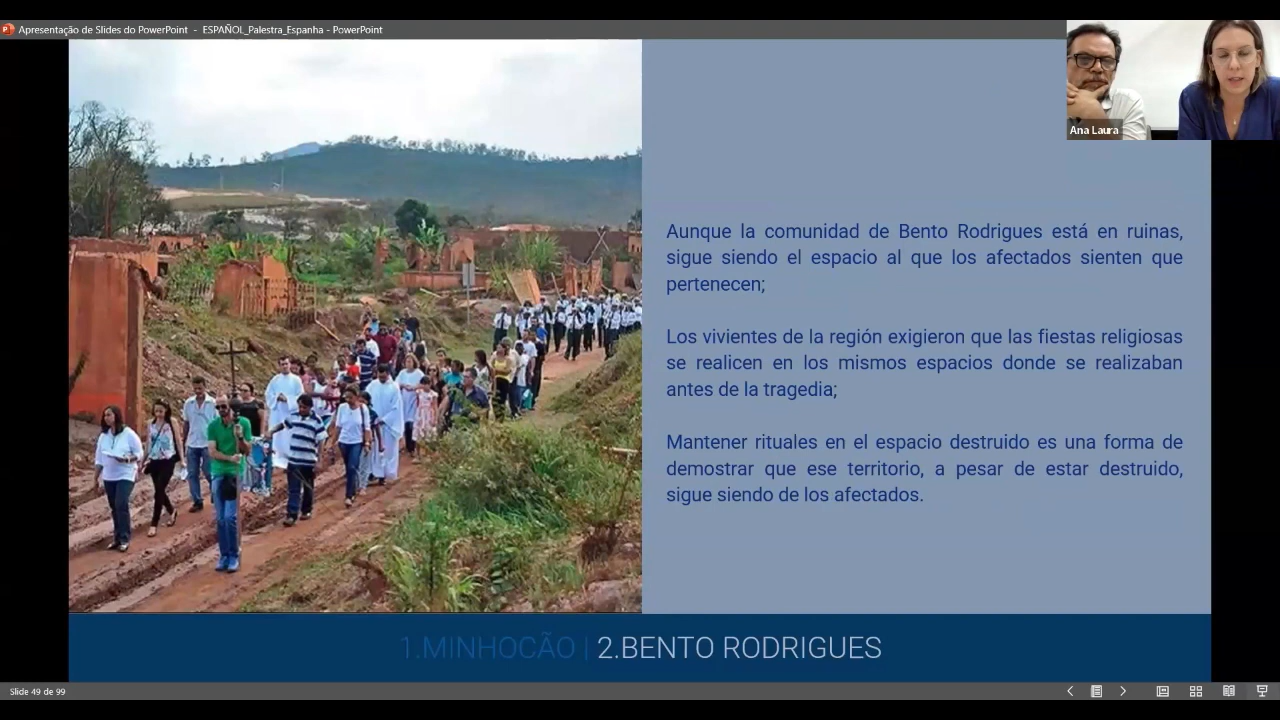 Apresentação de Slides do PowerPoint - ESPAÑOL_Palestra_Espanha - PowerPoint
Ana Laura
Aunque la comunidad de Bento Rodrigues está en ruinas,
sigue siendo el espacio al que los afectados sienten que
pertenecen;
Los vivientes de la región exigieron que las fiestas religiosas
se realicen en los mismos espacios donde se realizaban
antes de la tragedia;
Mantener rituales en el espacio destruido es una forma de
demostrar que ese territorio, a pesar de estar destruido,
sigue siendo de los afectados.
1.MINHOCÃO | 2.BENTO RODRIGUES
Slide 49 de 99